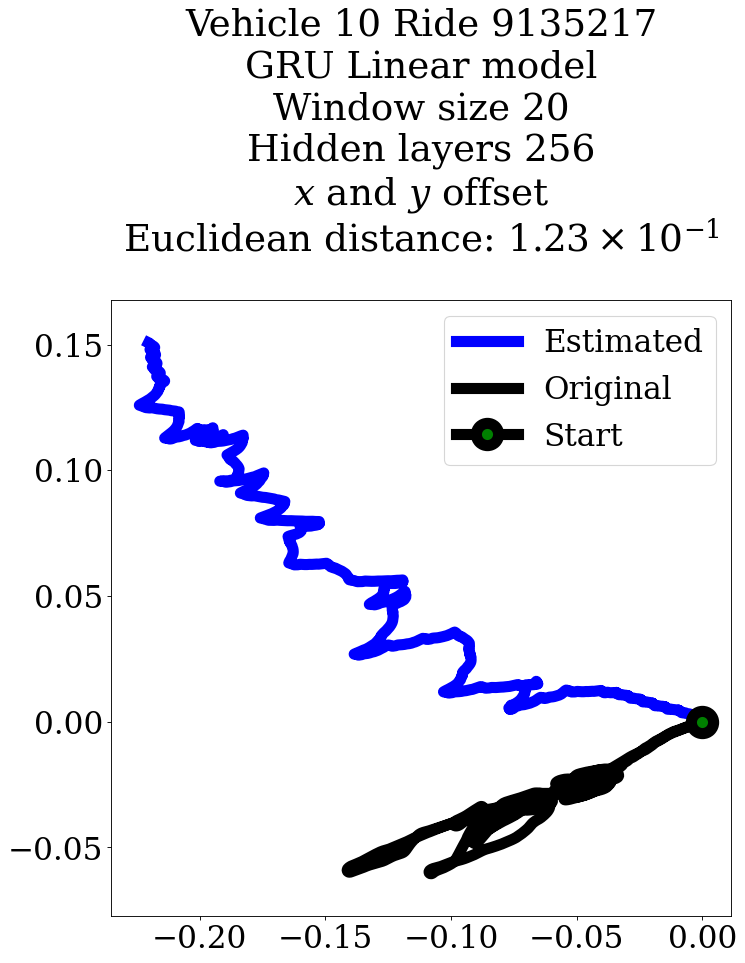 Vehicle 10 Ride 9135217
GRU Linear model
Window size 20
Hidden layers 256
x and y offset
Euclidean distance: 1.23 × 10⁻¹
Estimated
Original
Start
0.15
0.10
0.05
0.00
−0.05
−0.20 −0.15 −0.10 −0.05 0.00